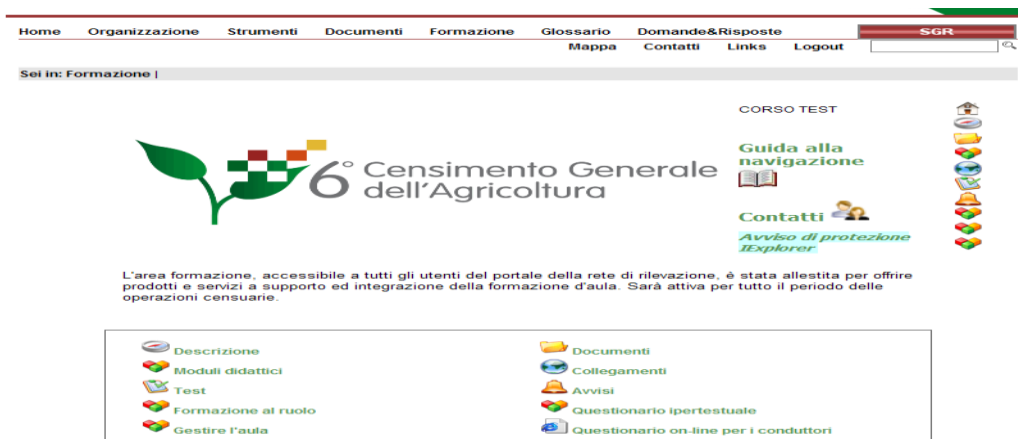 Home Organizzazione Strumenti Documenti Formazione Glossario Domande&Risposte SGR
Mappa Contatti Links Logout
Sei in: Formazione |
CORSO TEST
Guida alla
navigazione
6° Censimento Generale
dell'Agricoltura
Contatti
Avviso di protezione
IExplorer
L'area formazione, accessibile a tutti gli utenti del portale della rete di rilevazione, è stata allestita per offrire
prodotti e servizi a supporto ed integrazione della formazione d'aula. Sarà attiva per tutto il periodo delle
operazioni censuarie.
Descrizione
Moduli didattici
Test
Formazione al ruolo
Gestire l'aula
Documenti
Collegamenti
Avvisi
Questionario ipertestuale
Questionario on-line per i conduttori